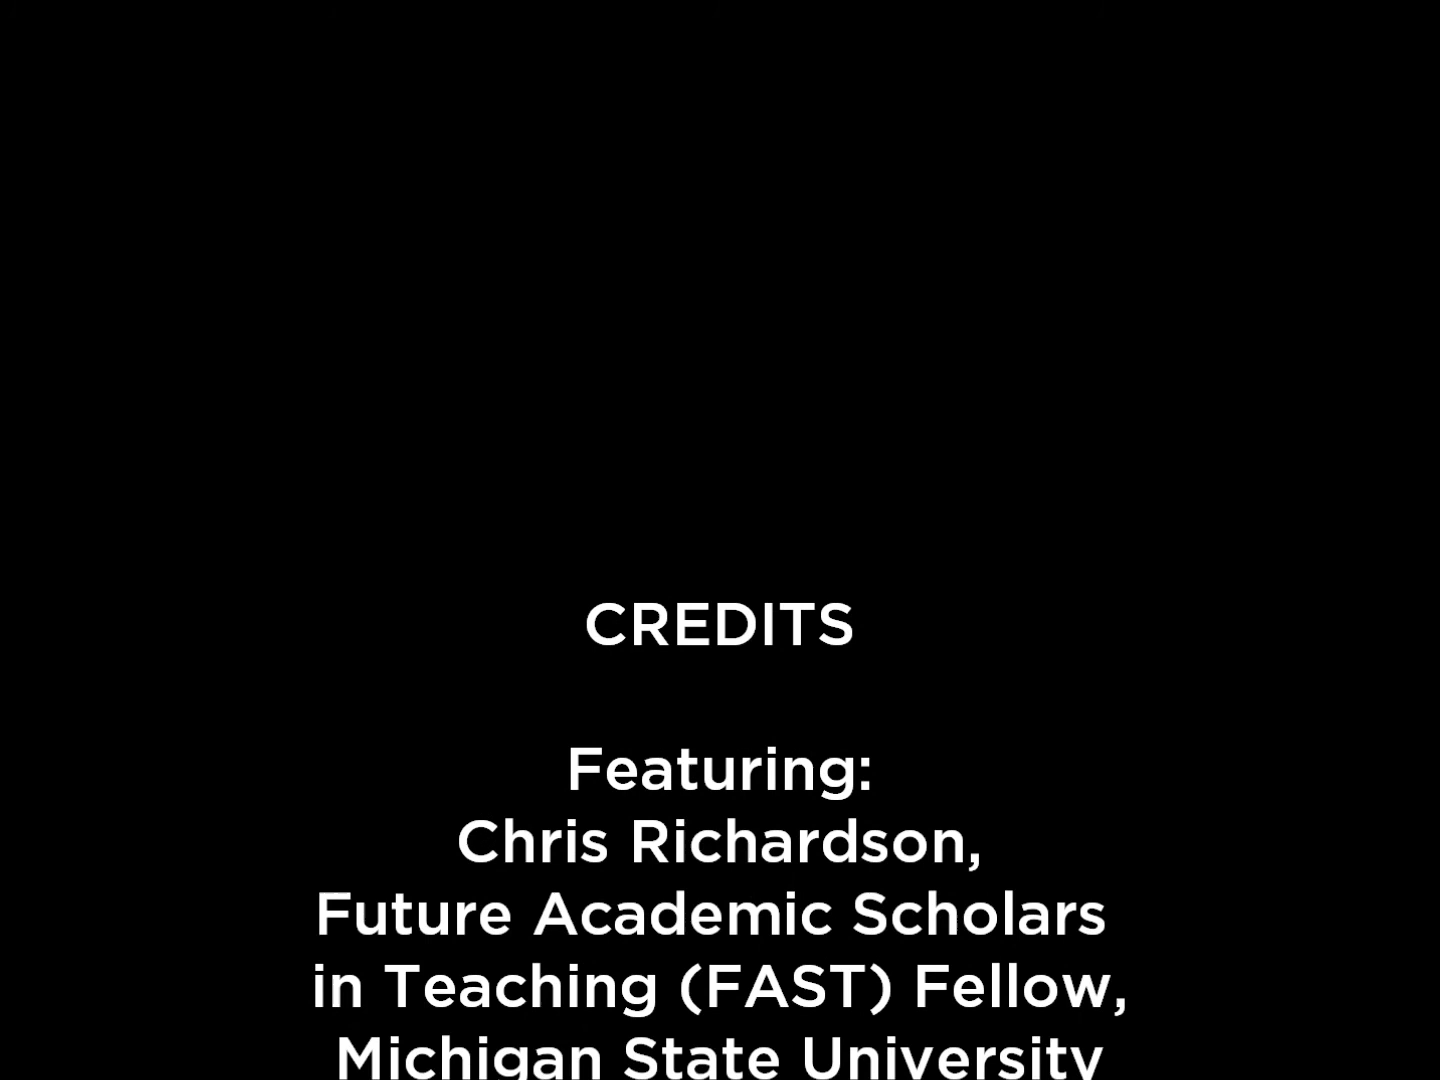 CREDITS
Featuring:
Chris Richardson,
Future Academic Scholars
in Teaching (FAST) Fellow,
Michigan State University